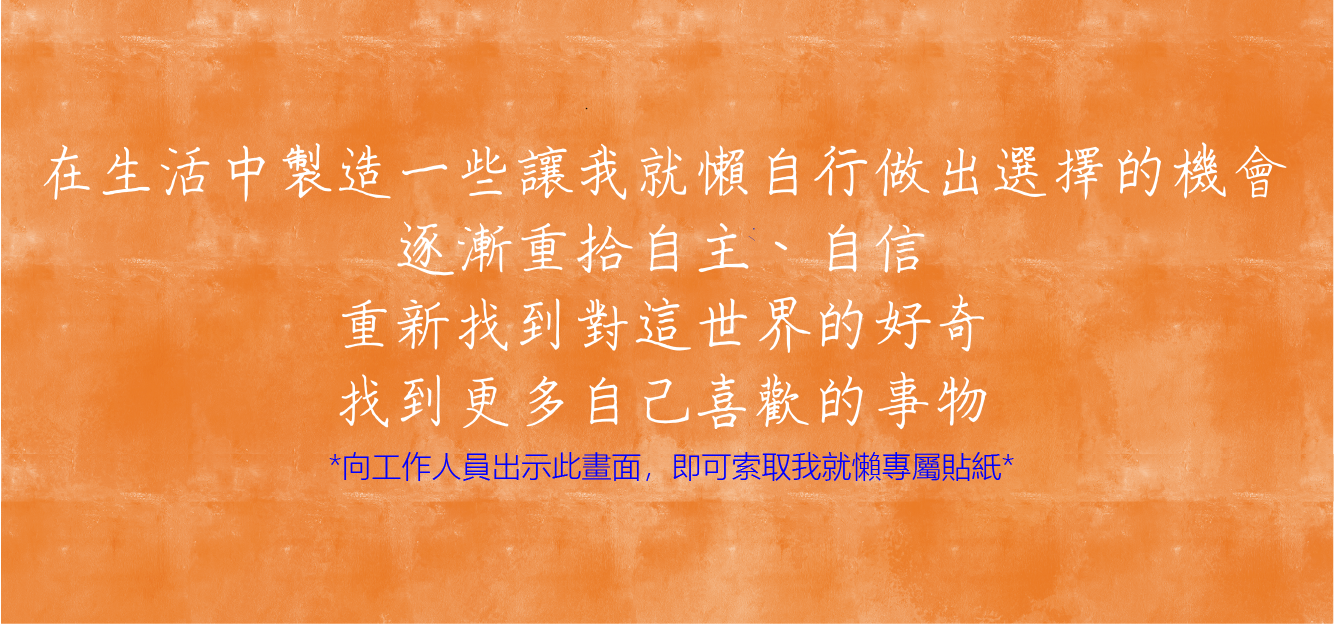 在生活中製造一些讓我就懶自行做出選擇的機會
逐漸重拾自主、自信
重新找到對這世界的好奇
找到更多自己喜歡的事物
*向工作人員出示此畫面，即可索取我就懶專屬貼紙*